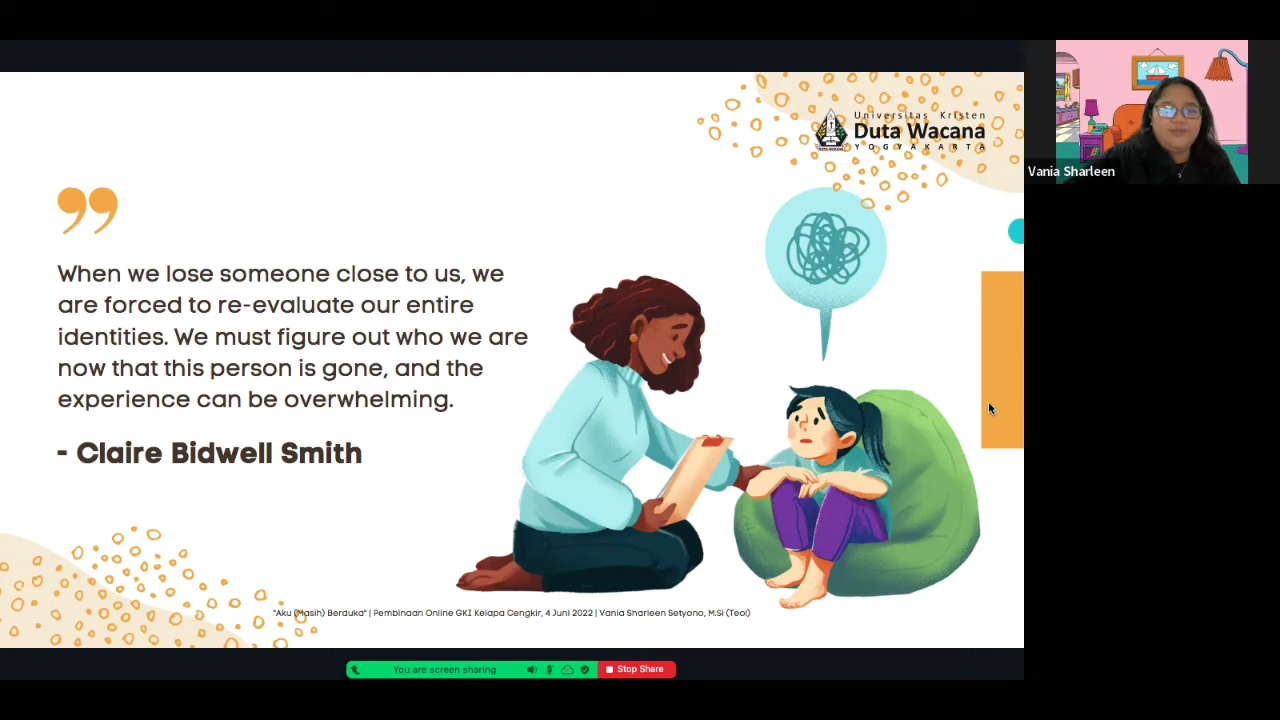 Universitas Kristen
Duta Wacana
YOGYAKARTA
Vania Sharleen
When we lose someone close to us, we
are forced to re-evaluate our entire
identities. We must figure out who we are
now that this person is gone, and the
experience can be overwhelming.
- Claire Bidwell Smith
"Aku (Masih) Berduka" | Pembinaan Online GKI Kelapa Cengkir, 4 Juni 2022 | Vania Sharleen Setyono, M.Si (Teol)
You are screen sharing
Stop Share